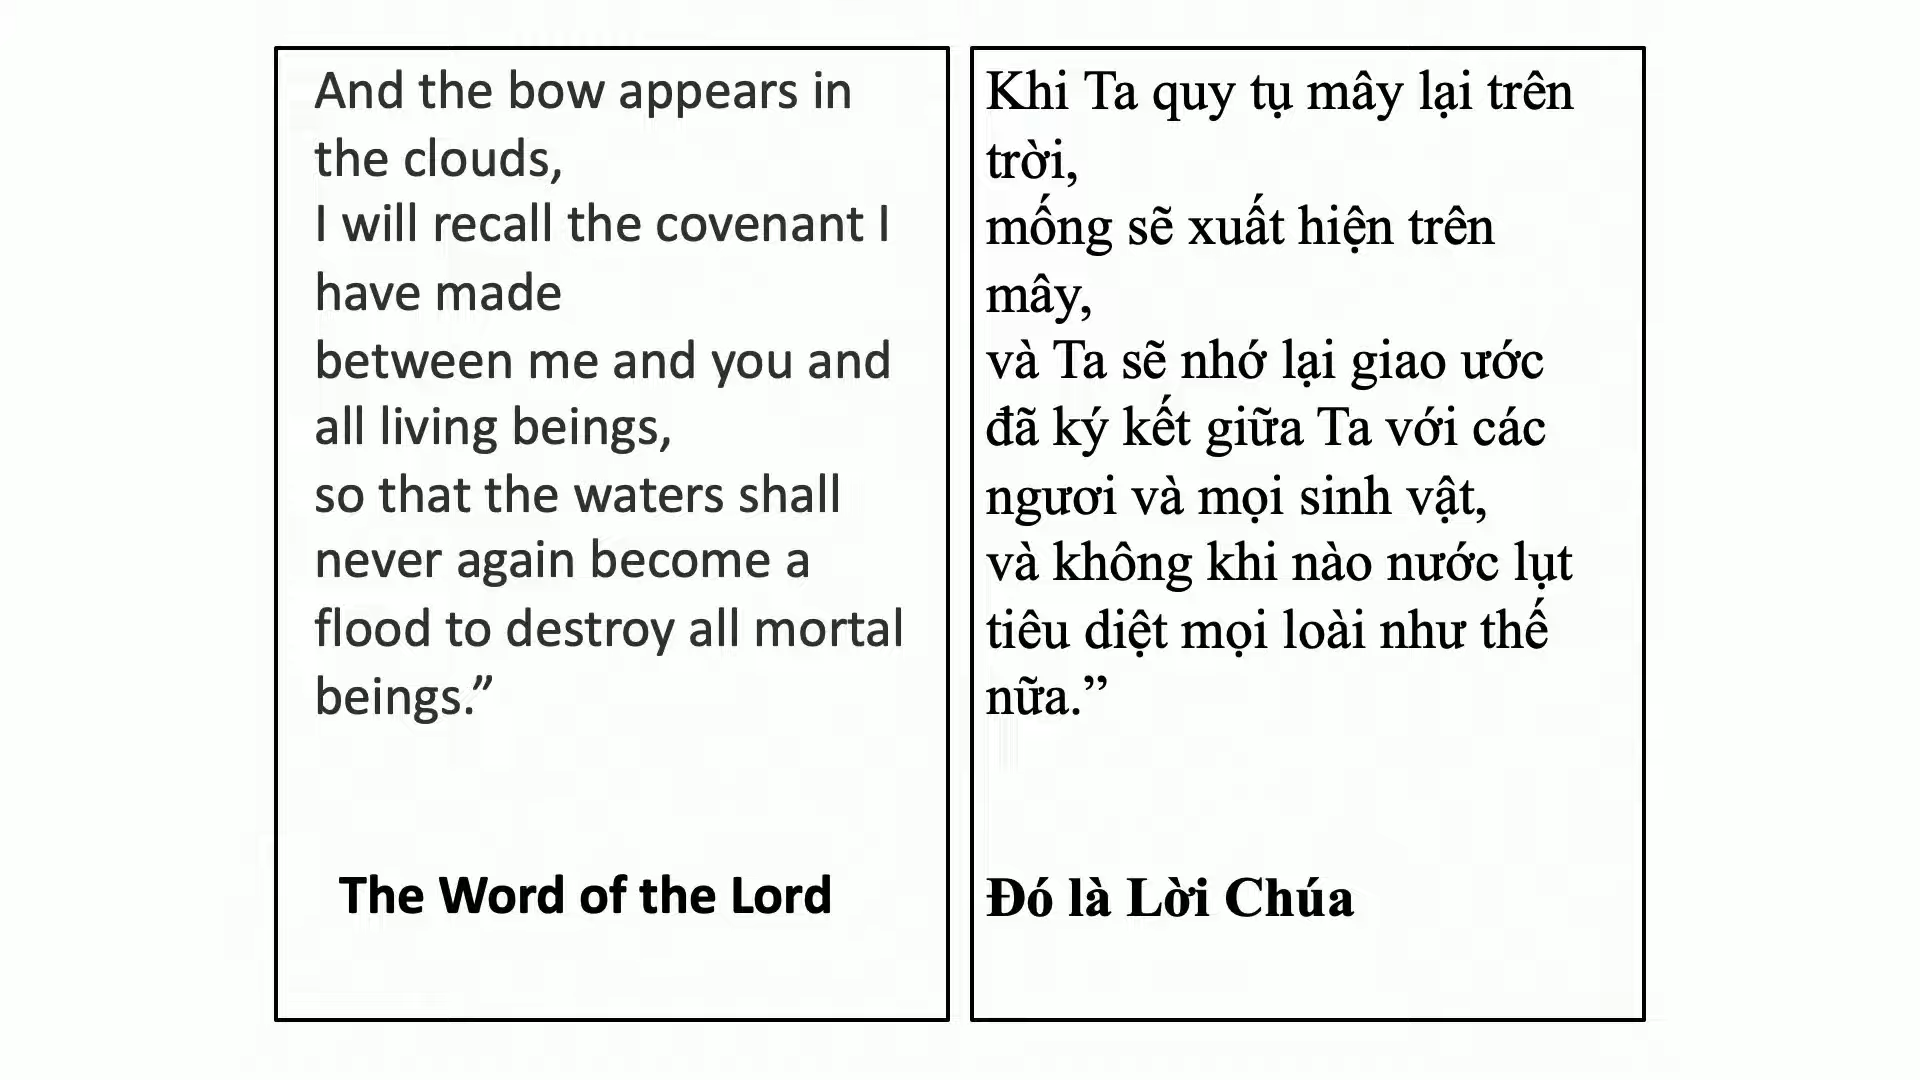 And the bow appears in
the clouds,
I will recall the covenant I
have made
between me and you and
all living beings,
so that the waters shall
never again become a
flood to destroy all mortal
beings.”
The Word of the Lord
Khi Ta quy tụ mây lại trên
trời,
mống sẽ xuất hiện trên
mây,
và Ta sẽ nhớ lại giao ước
đã ký kết giữa Ta với các
ngươi và mọi sinh vật,
và không khi nào nước lụt
tiêu diệt mọi loài như thế
nữa.”
Đó là Lời Chúa